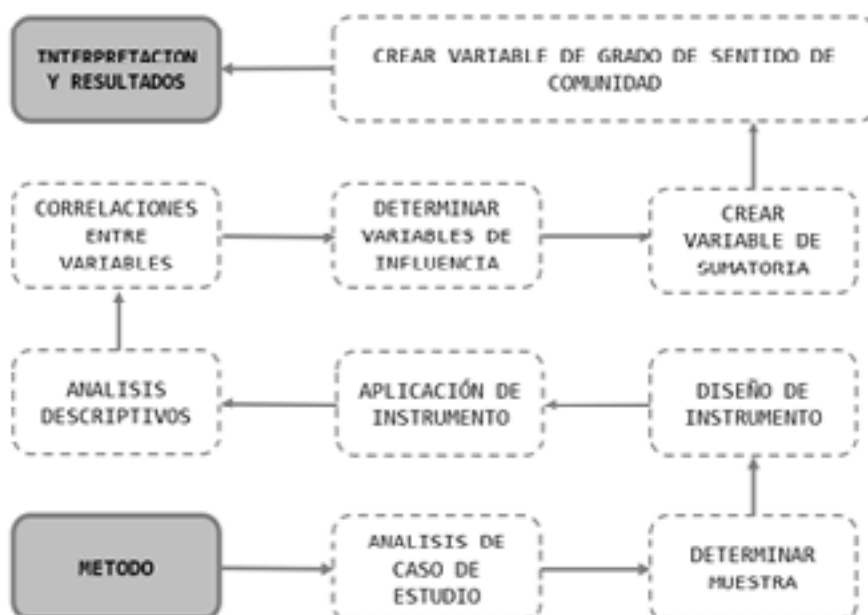 INTERPRETACION
Y RESULTADOS
CREAR VARIABLE DE GRADO DE SENTIDO DE
COMUNIDAD
CORRELACIONES
ENTRE
VARIABLES
DETERMINAR
VARIABLES DE
INFLUENCIA
CREAR
VARIABLE DE
SUMATORIA
ANALISIS
DESCRIPTIVOS
APLICACIÓN DE
INSTRUMENTO
DISEÑO DE
INSTRUMENTO
METODO
ANALISIS DE
CASO DE
ESTUDIO
DETERMINAR
MUESTRA